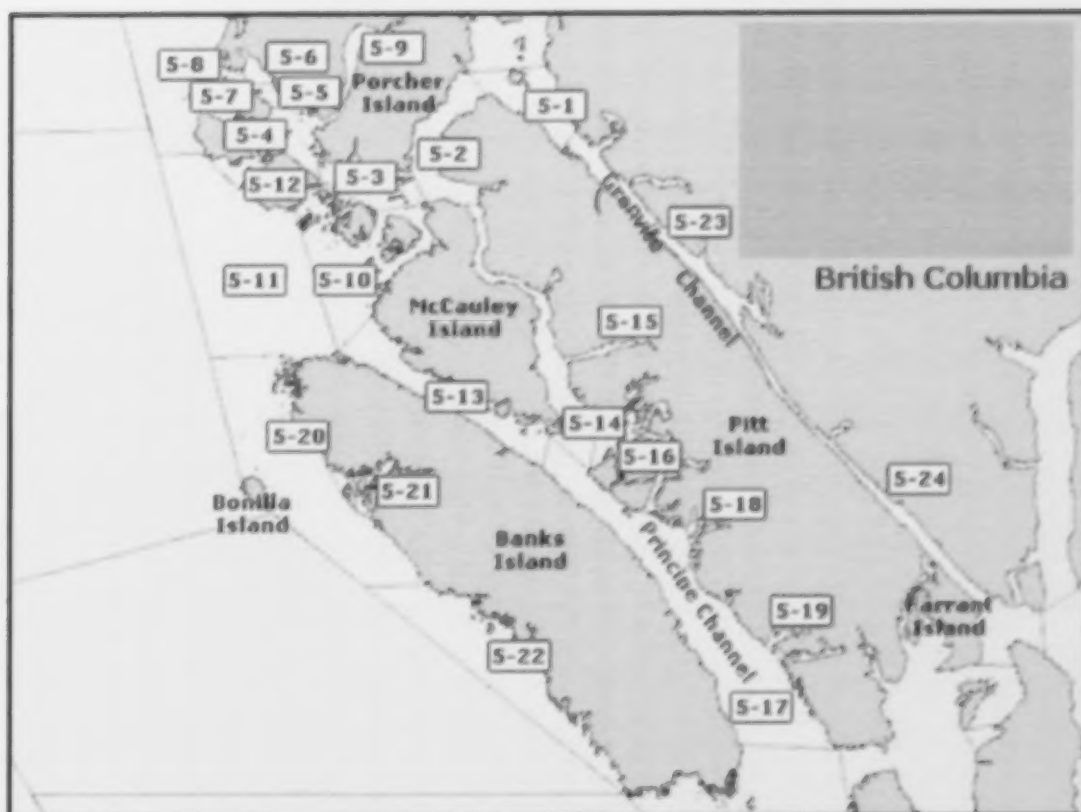 5-9
5-6
5-8
Porcher
Island
5-5
5-7
5-1
5-4
5-2
5-3
5-12
Grenville
Channel
5-23
5-11
5-10
British Columbia
McCauley
Island
5-15
5-13
5-14
Pitt
Island
5-20
5-16
5-24
5-21
Bonilla
Island
5-18
Banks
Island
Principe Channel
5-19
Farrant
Island
5-22
5-17